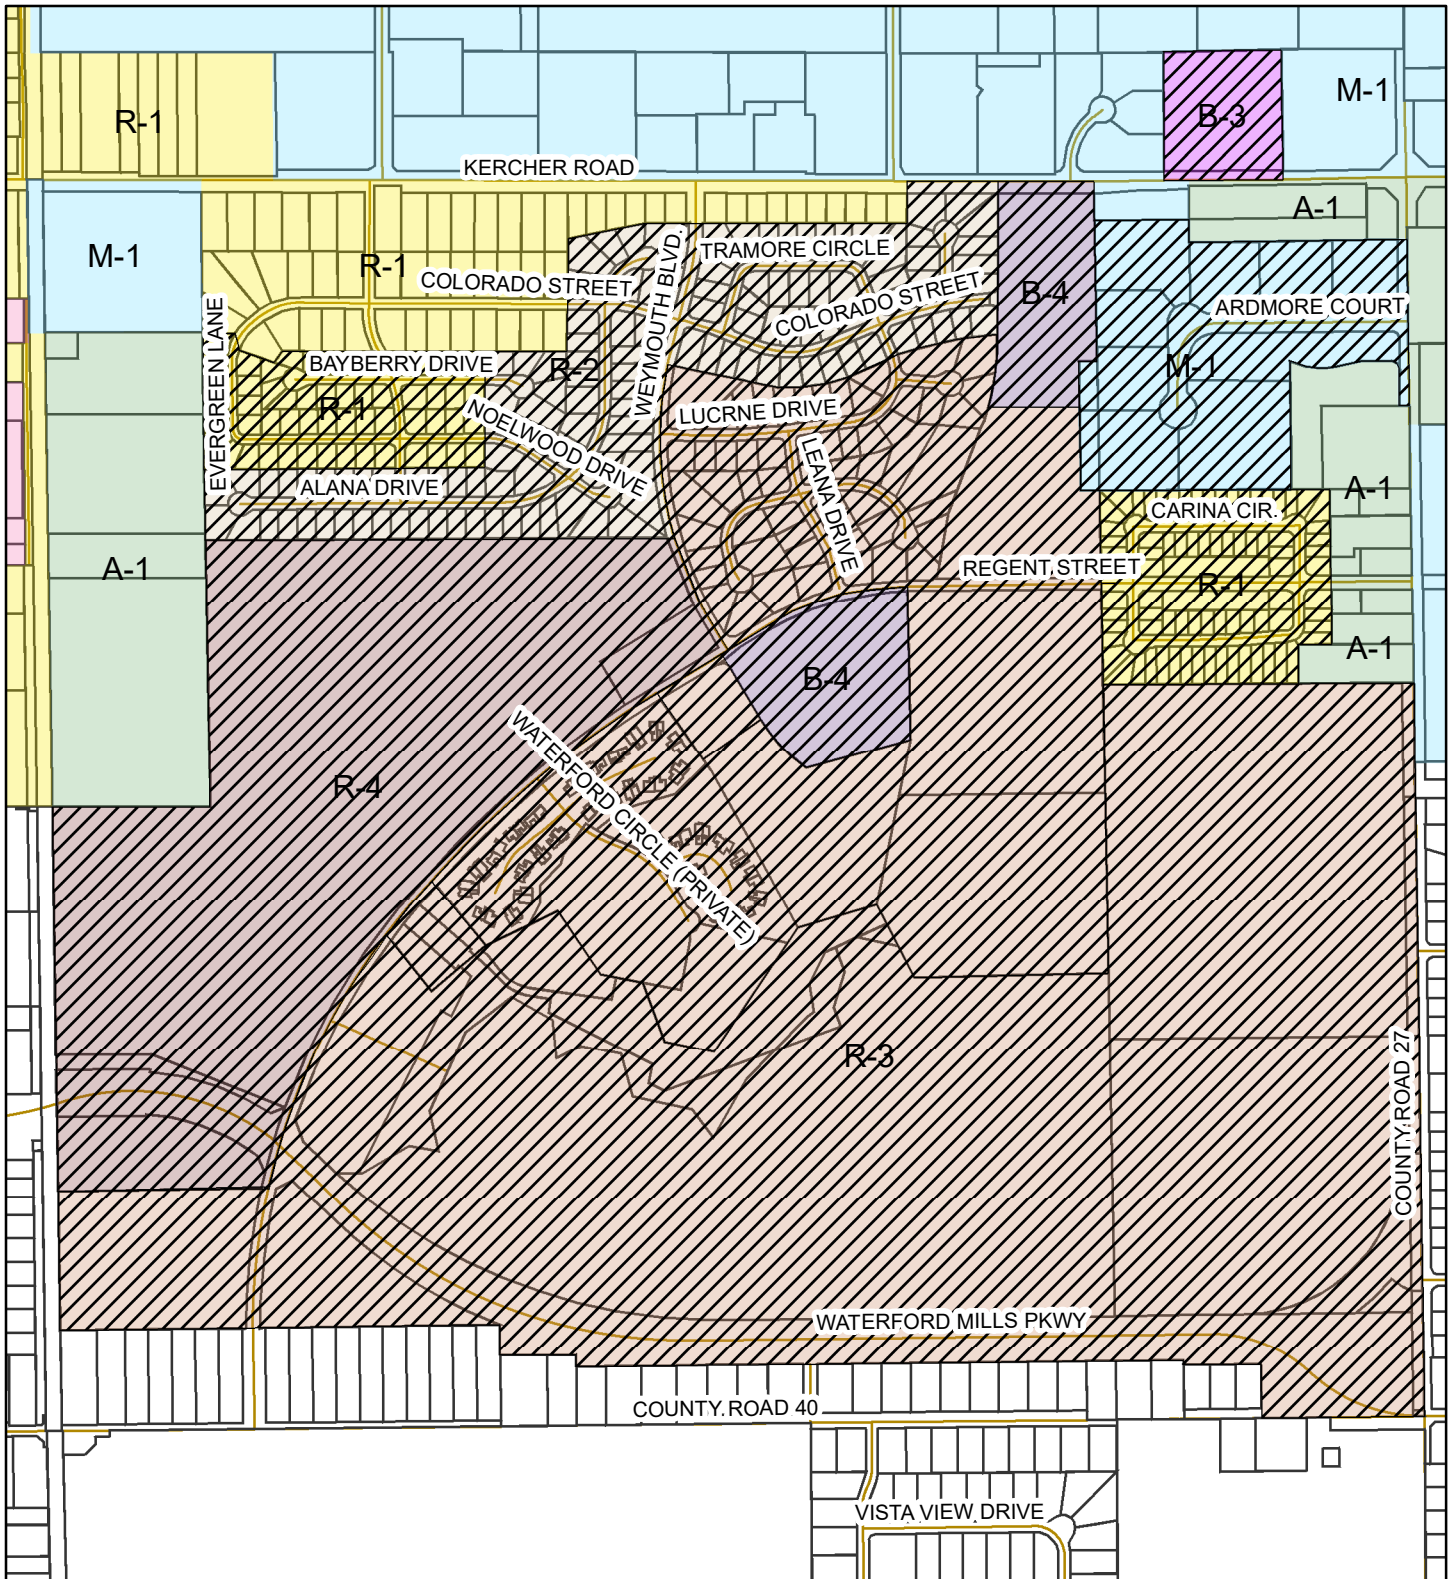 M-1
R-1
B-3
KERCHER ROAD
A-1
M-1
R-1
TRAMORE CIRCLE
COLORADO STREET
COLORADO STREET
B-4
ARDMORE COURT
WEYMOUTH BLVD.
EVERGREEN LANE
BAYBERRY DRIVE
R-2
M-1
R-1
NOELWOOD DRIVE
LUCRNE DRIVE
LEANA DRIVE
ALANA DRIVE
A-1
CARINA CIR.
A-1
REGENT STREET
R-1
A-1
B-4
WATERFORD CIRCLE (PRIVATE)
R-4
R-3
COUNTY ROAD 27
WATERFORD MILLS PKWY
COUNTY ROAD 40
VISTA VIEW DRIVE